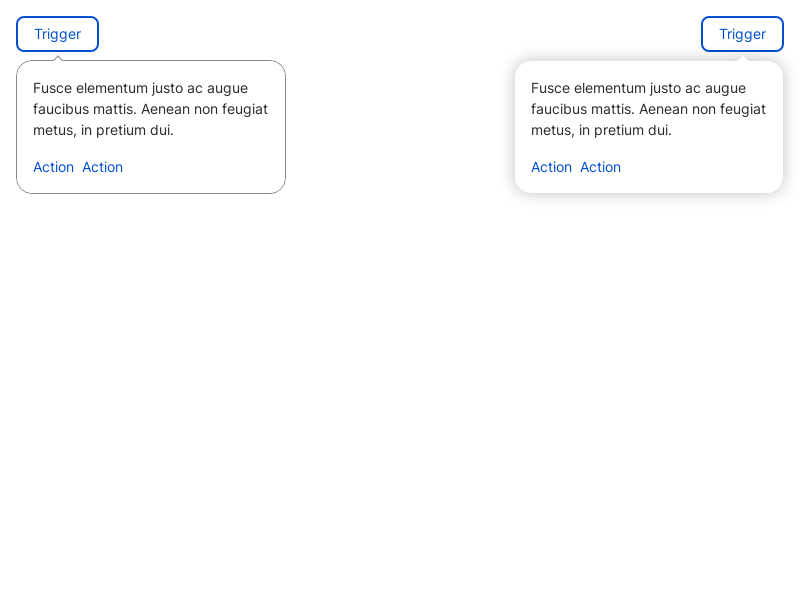 Trigger
Fusce elementum justo ac augue
faucibus mattis. Aenean non feugiat
metus, in pretium dui.
Action Action
Trigger
Fusce elementum justo ac augue
faucibus mattis. Aenean non feugiat
metus, in pretium dui.
Action Action